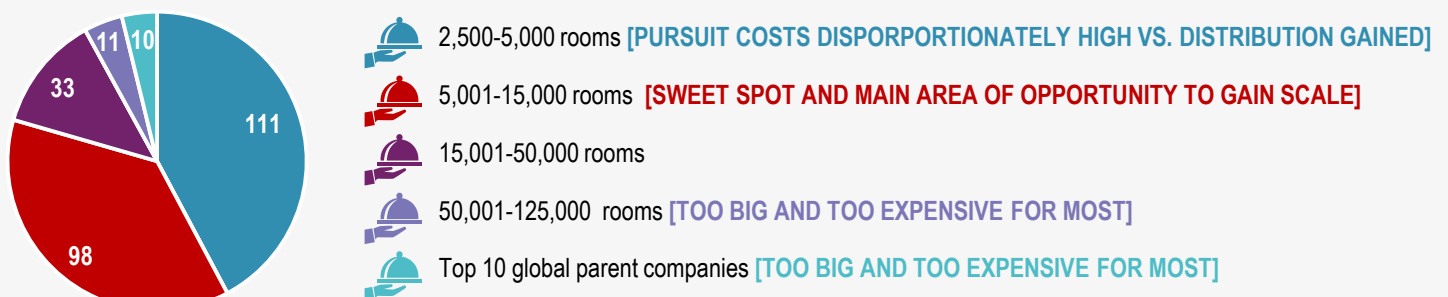 11
10
33
111
98
2,500-5,000 rooms [PURSUIT COSTS DISPORPORTIONATELY HIGH VS. DISTRIBUTION GAINED]
5,001-15,000 rooms [SWEET SPOT AND MAIN AREA OF OPPORTUNITY TO GAIN SCALE]
15,001-50,000 rooms
50,001-125,000 rooms [TOO BIG AND TOO EXPENSIVE FOR MOST]
Top 10 global parent companies [TOO BIG AND TOO EXPENSIVE FOR MOST]